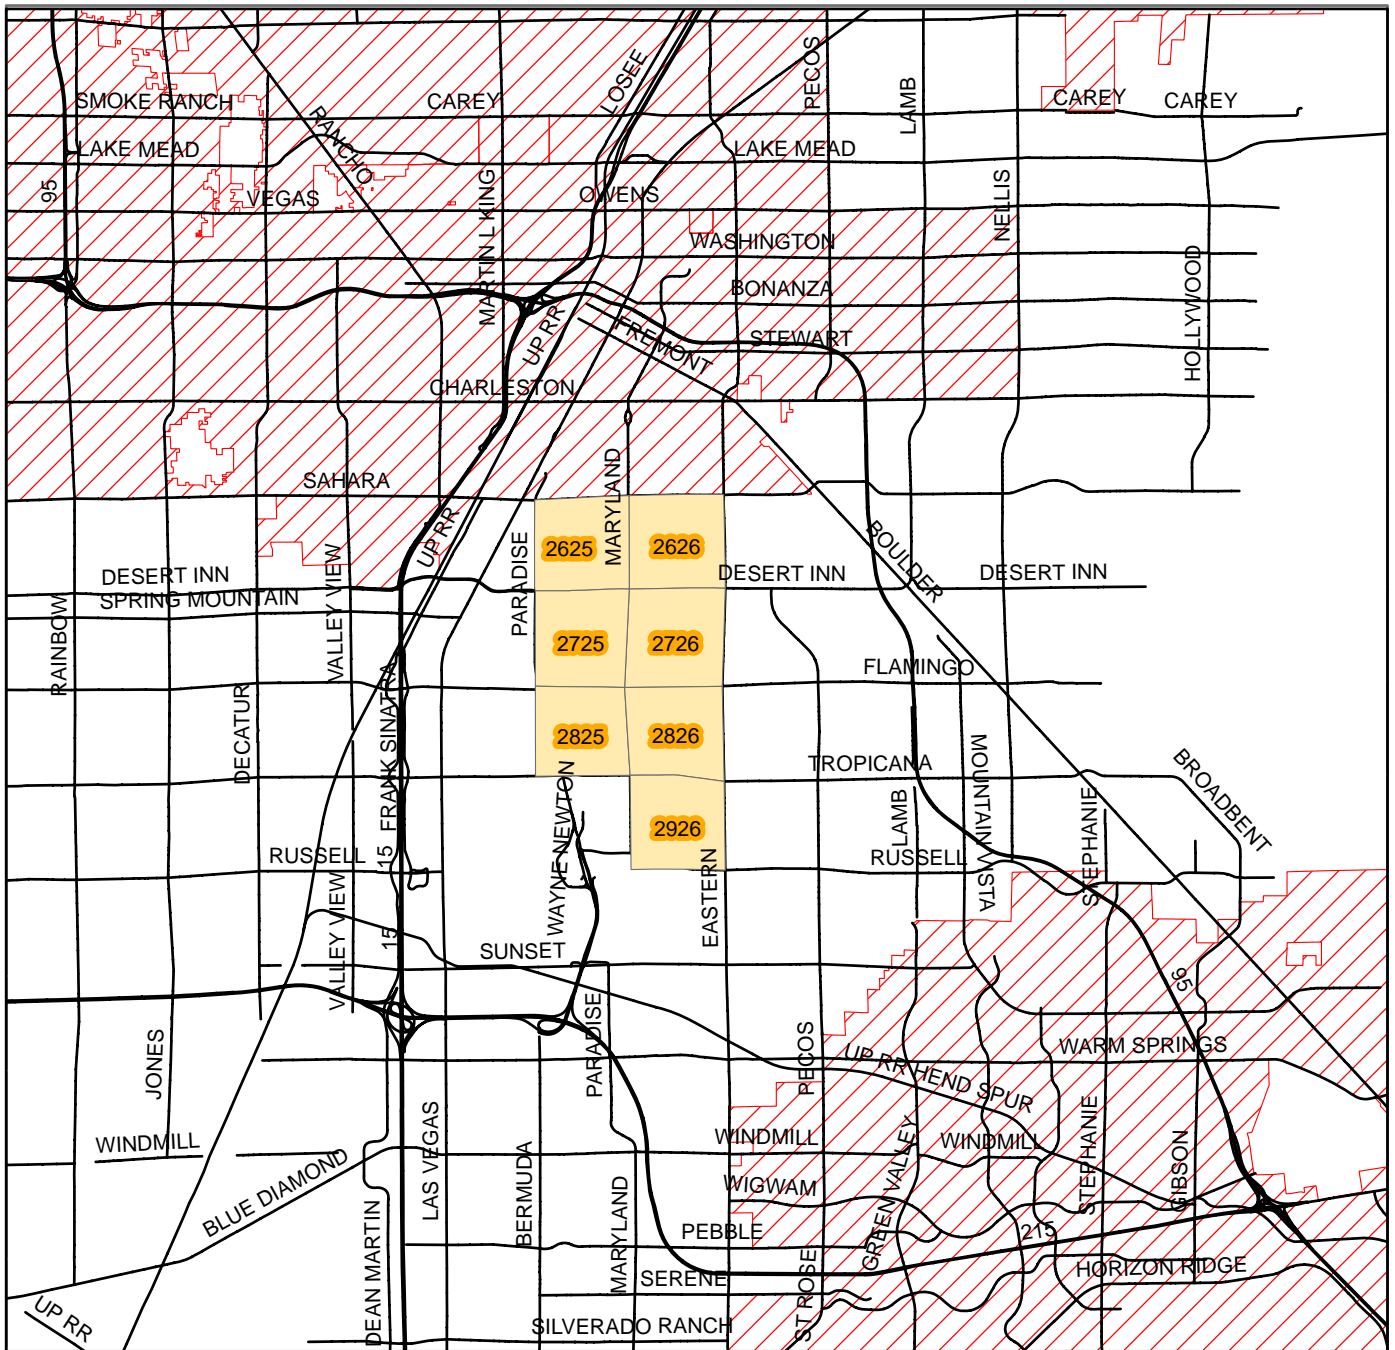 LOSEE
PECOS
SMOKE RANCH
CAREY
LAMB
CAREY
CAREY
RANCHO
LAKE MEAD
LAKE MEAD
95
VEGAS
MARTIN L KING
OWENS
NELLIS
WASHINGTON
HOLLYWOOD
BONANZA
UP RR
FREMONT
STEWART
CHARLESTON
SAHARA
MARYLAND
UP RR
PARADISE
2625
2626
BOULDER
DESERT INN
DESERT INN
DESERT INN
SPRING MOUNTAIN
VALLEY VIEW
RAINBOW
2725
2726
FLAMINGO
DECATUR
FRANK SINATRA
2825
2826
TROPICANA
MOUNTAIN VISTA
BROADBENT
WAYNE NEWTON
LAMB
STEPHANIE
2926
RUSSELL
15
RUSSELL
EASTERN
VALLEY VIEW
15
SUNSET
95
PARADISE
JONES
PECOS
UP RR HEND SPUR
WARM SPRINGS
WINDMILL
LAS VEGAS
BERMUDA
WINDMILL
GREEN VALLEY
WINDMILL
STEPHANIE
GIBSON
BLUE DIAMOND
WIGWAM
MARYLAND
DEAN MARTIN
PEBBLE
215
SERENE
ST ROSE
HORIZON RIDGE
UP RR
SILVERADO RANCH